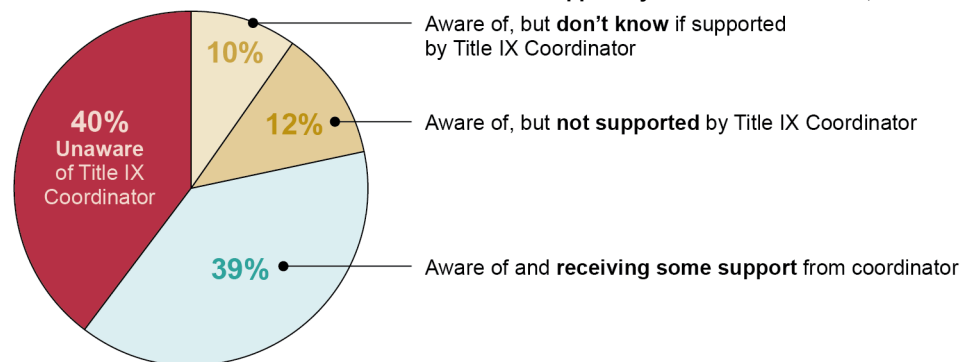 Aware of, but don't know if supported
by Title IX Coordinator
10%
12%
Aware of, but not supported by Title IX Coordinator
40%
Unaware
of Title IX
Coordinator
39%
Aware of and receiving some support from coordinator